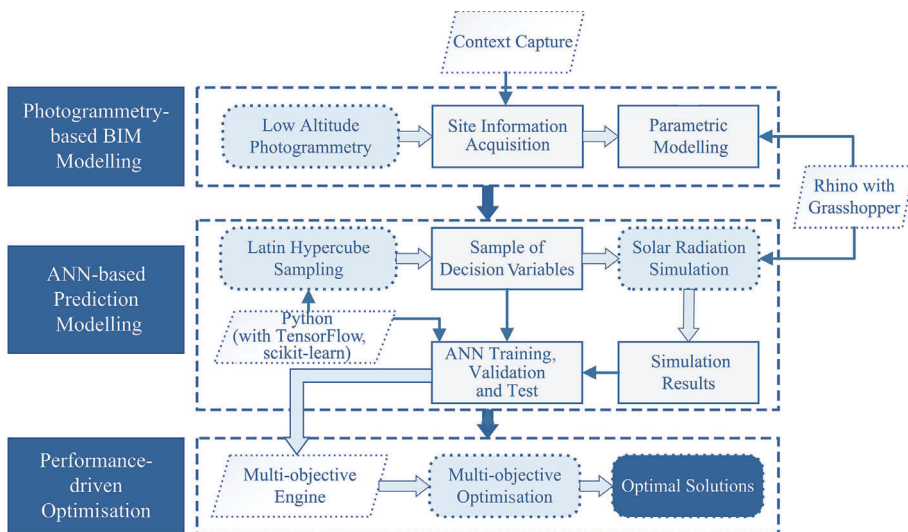 Context Capture
Photogrammetry-
based BIM
Modelling
Low Altitude
Photogrammetry
Site Information
Acquisition
Parametric
Modelling
Rhino with
Grasshopper
ANN-based
Prediction
Modelling
Latin Hypercube
Sampling
Sample of
Decision Variables
Solar Radiation
Simulation
Python
(with TensorFlow,
scikit-learn)
ANN Training,
Validation
and Test
Simulation
Results
Performance-
driven
Optimisation
Multi-objective
Engine
Multi-objective
Optimisation
Optimal Solutions